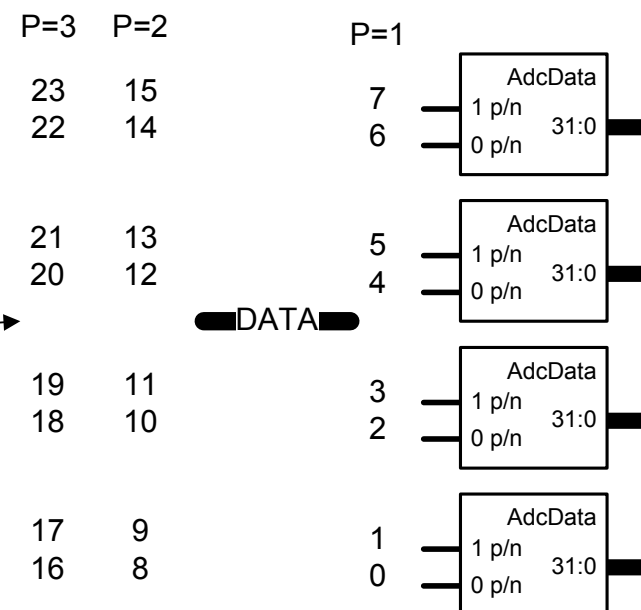 P=3 P=2 P=1
AdcData
23 15 7 1 p/n
31:0
22 14 6 0 p/n
AdcData
21 13 5 1 p/n
31:0
20 12 4 0 p/n
DATA
AdcData
19 11 3 1 p/n
31:0
18 10 2 0 p/n
AdcData
17 9 1 1 p/n
31:0
16 8 0 0 p/n